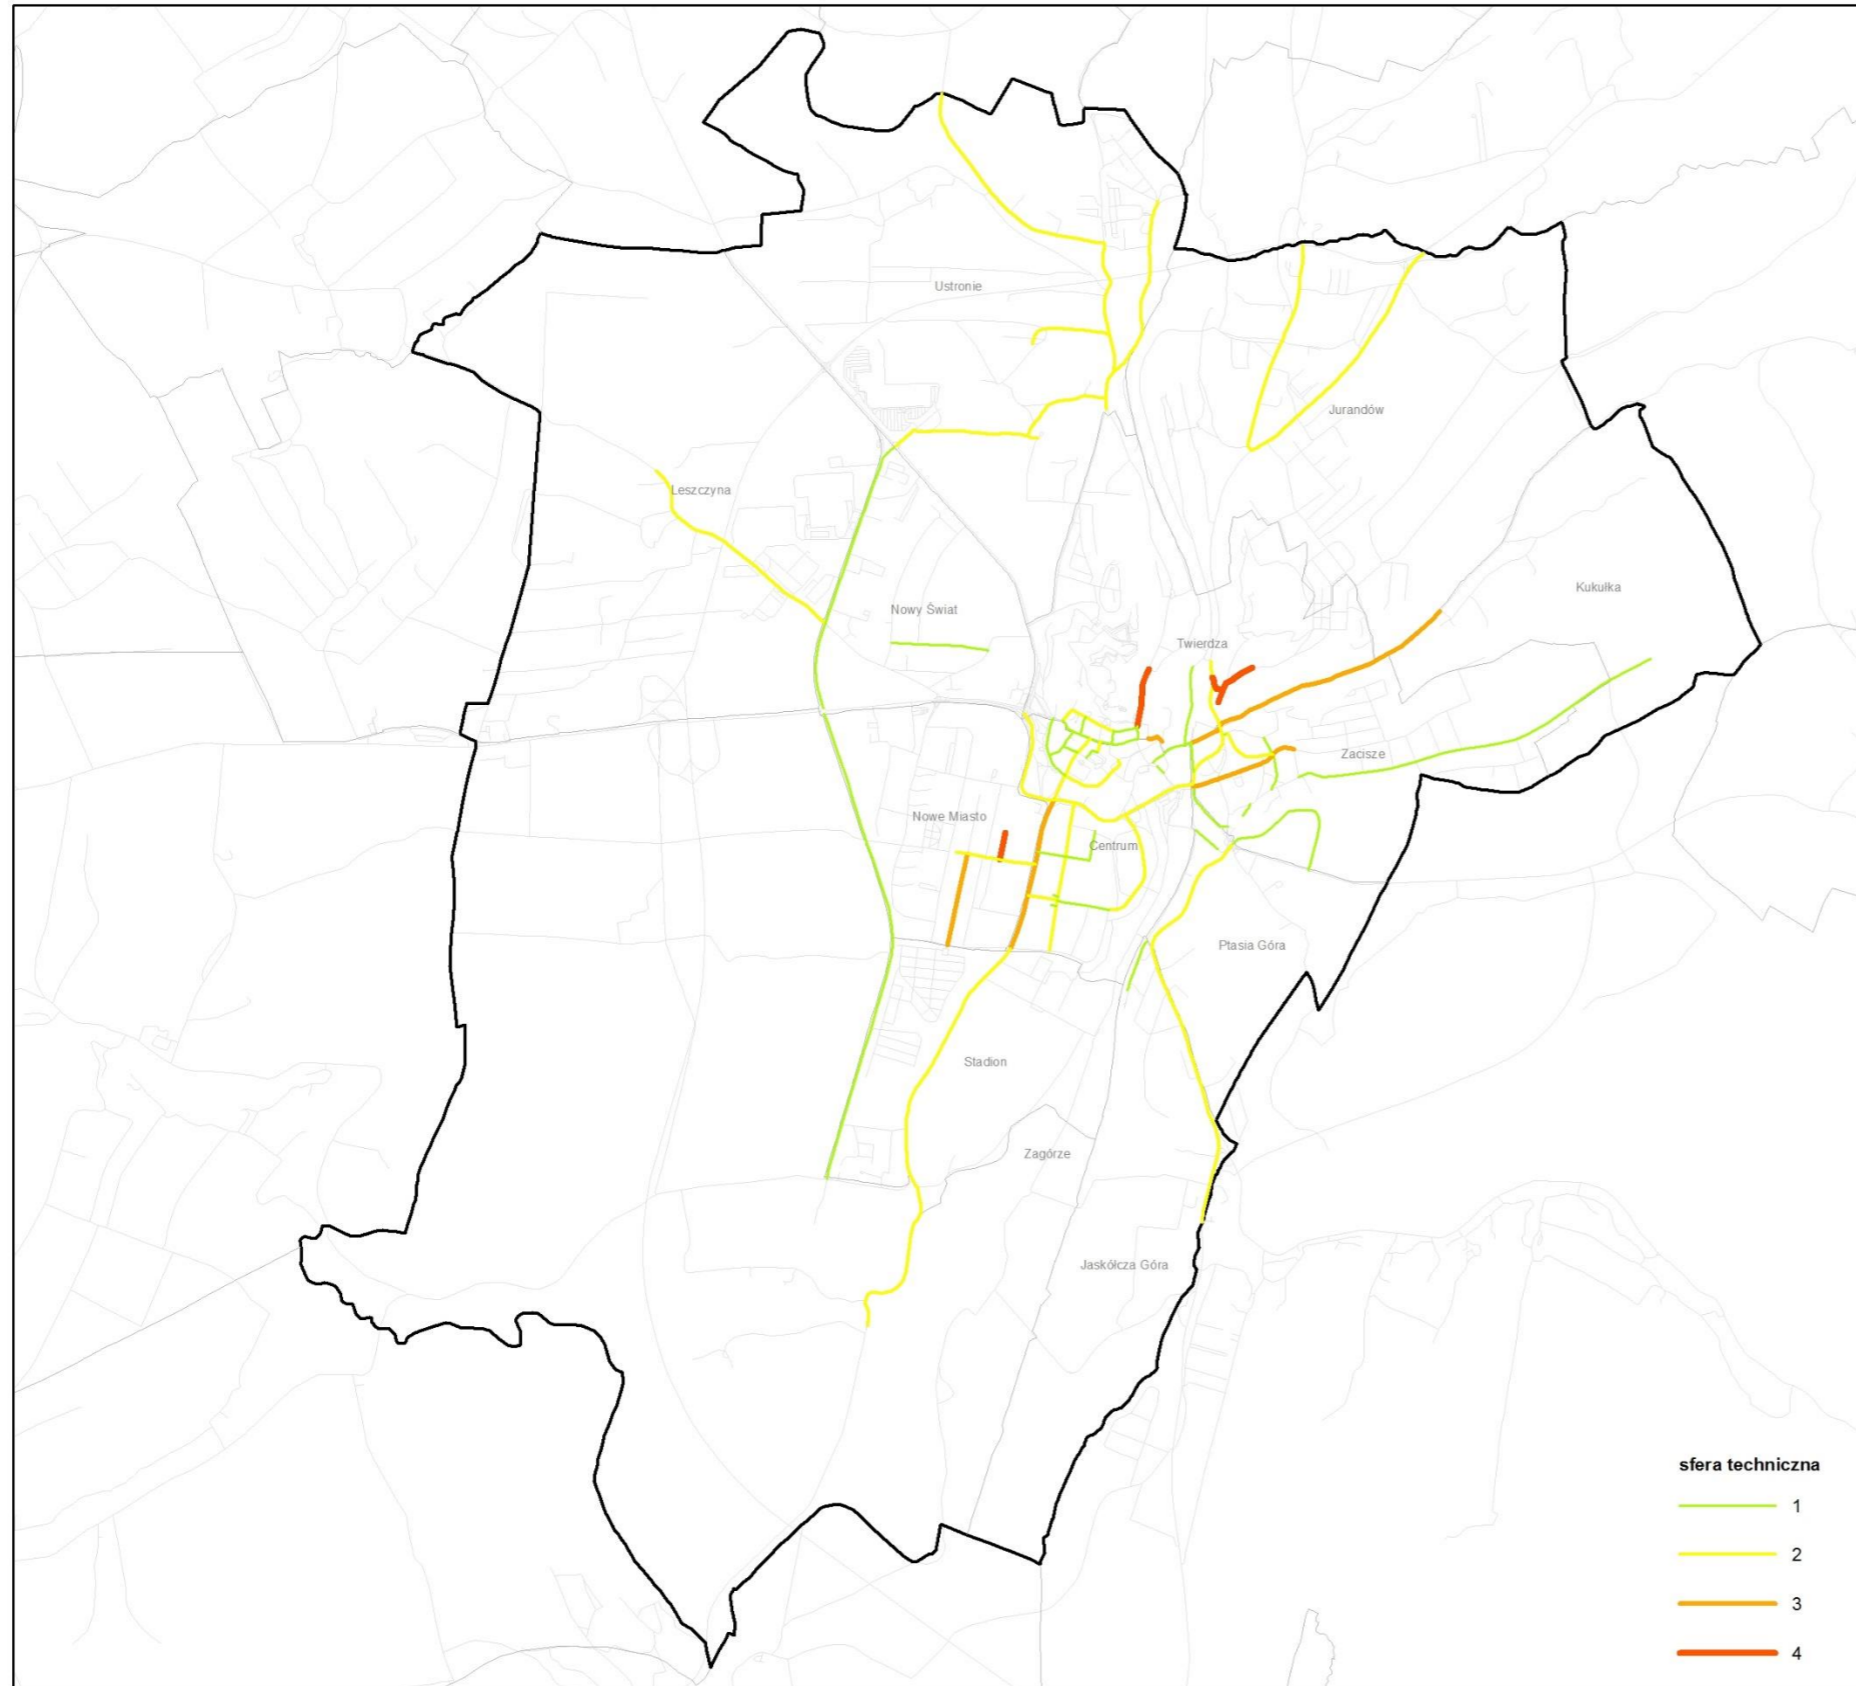 Ustronie
Jurandów
Leszczyna
Kukułka
Nowy Świat
Twierdza
Zacisze
Nowe Miasto
Centrum
Ptasia Góra
Stadion
Zagórze
Jaskółcza Góra
sfera techniczna
1
2
3
4